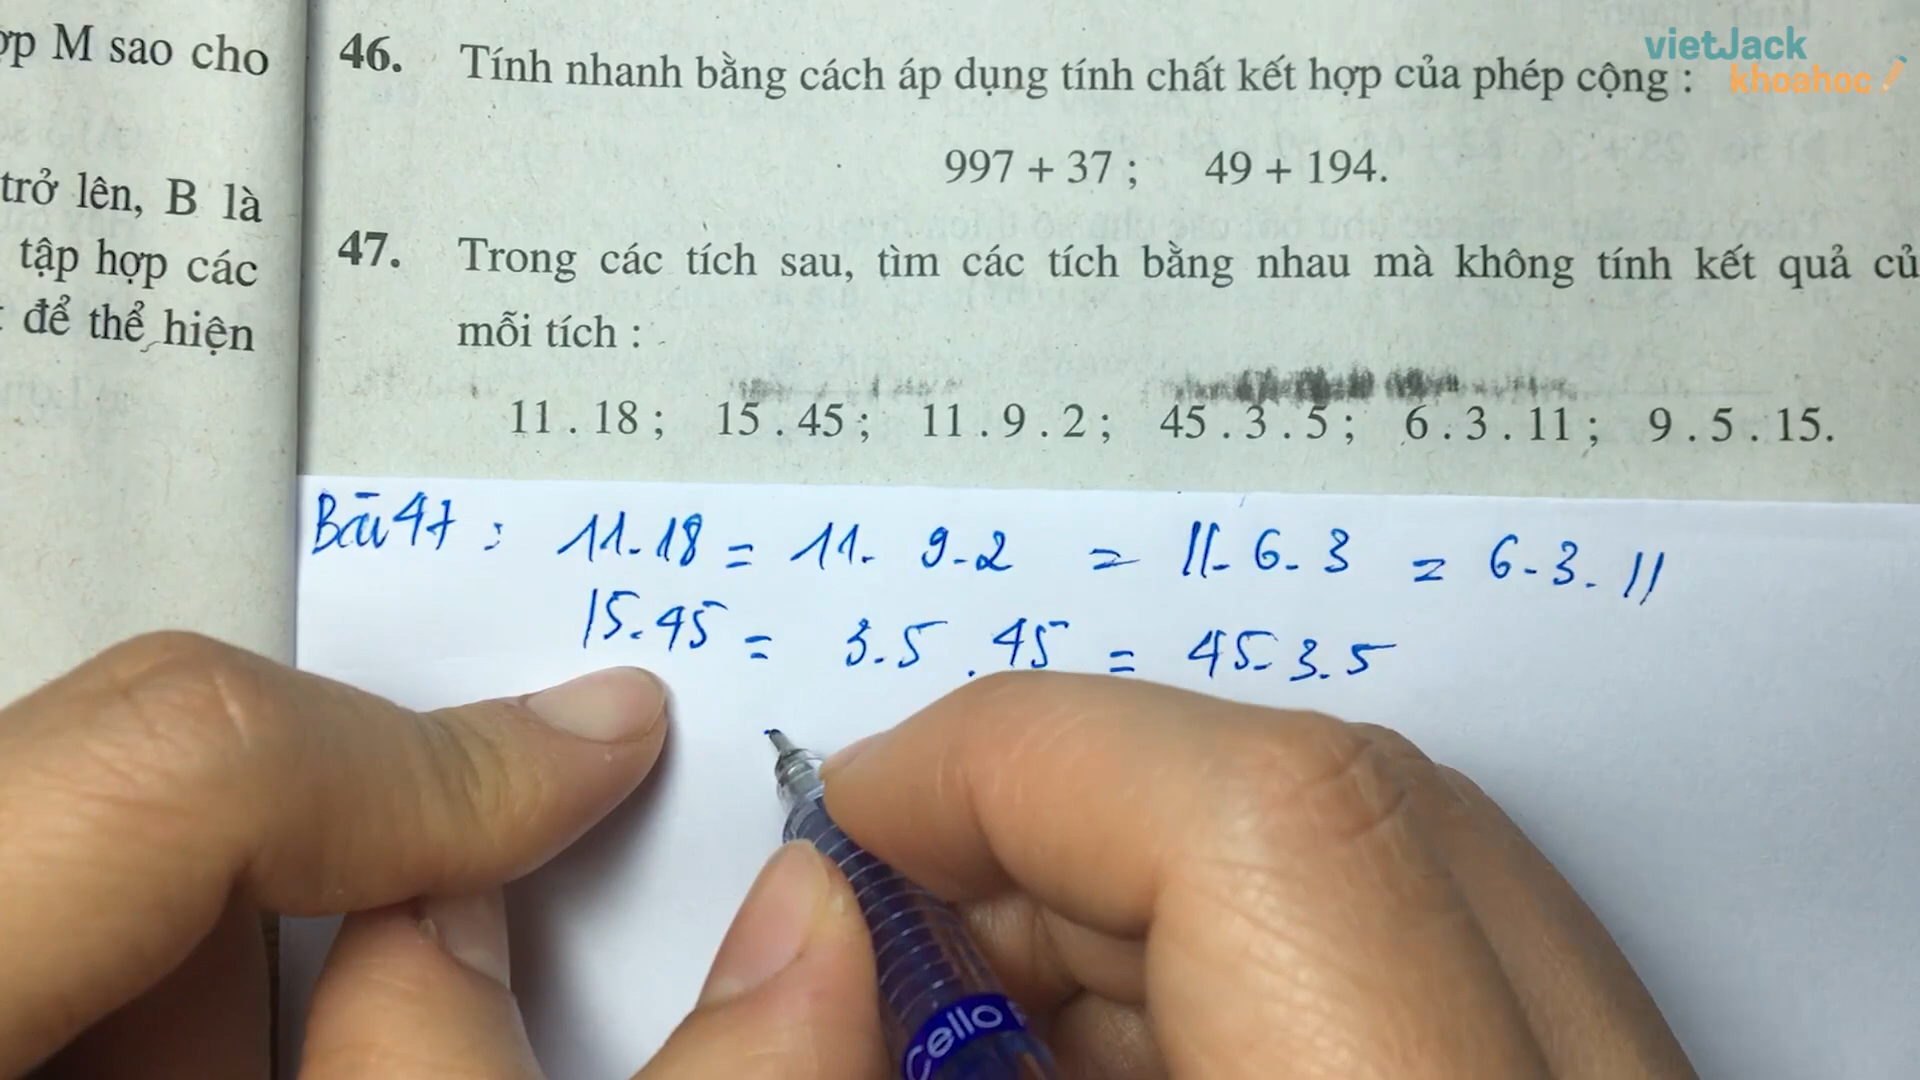 ợp M sao cho
trở lên, B là
tập hợp các
để thể hiện
vietJack
khoahoc
46. Tính nhanh bằng cách áp dụng tính chất kết hợp của phép cộng :
997 + 37 ; 49 + 194.
47. Trong các tích sau, tìm các tích bằng nhau mà không tính kết quả củ
mỗi tích :
11 . 18 ; 15 . 45 ; 11 . 9 . 2 ; 45 . 3 . 5 ; 6 . 3 . 11 ; 9 . 5 . 15.
Bài 47 : 11.18 = 11. 9.2 = 11. 6. 3 = 6.3. 11
15.45 = 3.5 . 45 = 45.3.5
cello